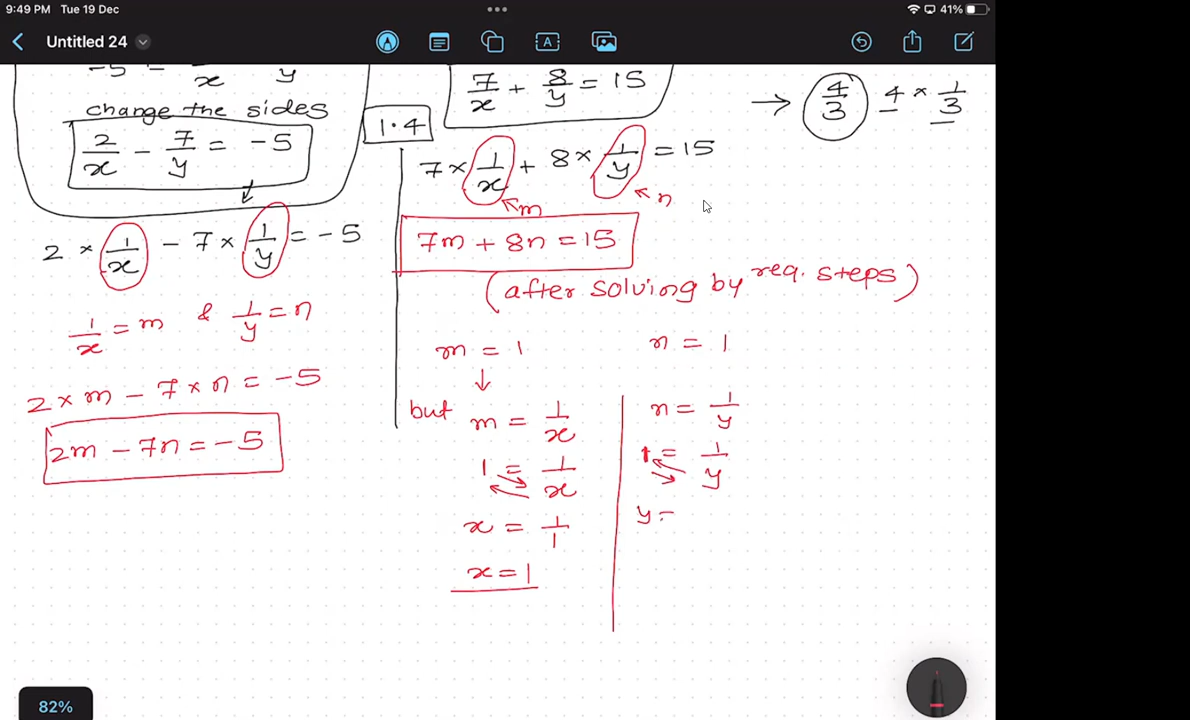 9:49 PM Tue 19 Dec
41%
Untitled 24
x y
change the sides
2/x - 7/y = -5
2 × 1/x - 7 × 1/y = -5
1/x = m & 1/y = n
2 × m - 7 × n = -5
2m - 7n = -5
1.4
7/x + 8/y = 15
7 × 1/x + 8 × 1/y = 15
m n
7m + 8n = 15
(after solving by req. steps)
m = 1
↓
but m = 1/x
1 = 1/x
x = 1/1
x = 1
n = 1
n = 1/y
1 = 1/y
y =
→ 4/3 4 × 1/3
82%